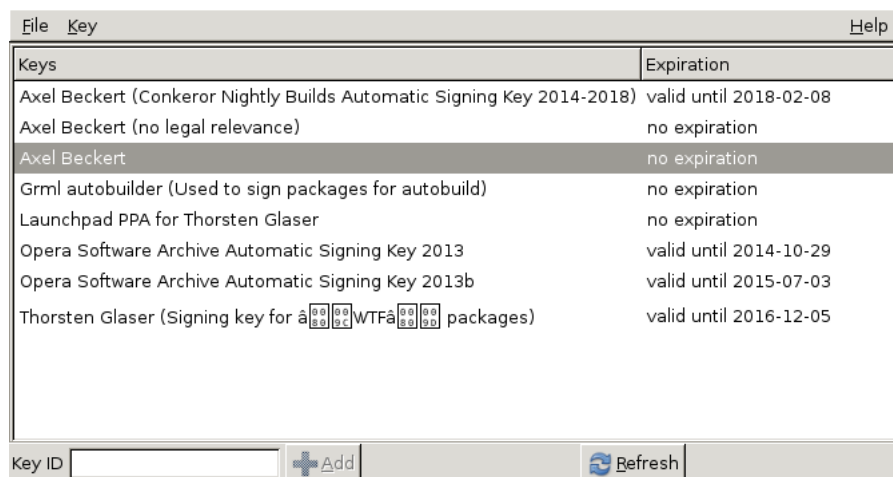 File Key Help
Keys Expiration
Axel Beckert (Conkeror Nightly Builds Automatic Signing Key 2014-2018) valid until 2018-02-08
Axel Beckert (no legal relevance) no expiration
Axel Beckert no expiration
Grml autobuilder (Used to sign packages for autobuild) no expiration
Launchpad PPA for Thorsten Glaser no expiration
Opera Software Archive Automatic Signing Key 2013 valid until 2014-10-29
Opera Software Archive Automatic Signing Key 2013b valid until 2015-07-03
Thorsten Glaser (Signing key for âWTFâ packages) valid until 2016-12-05
Key ID Add Refresh